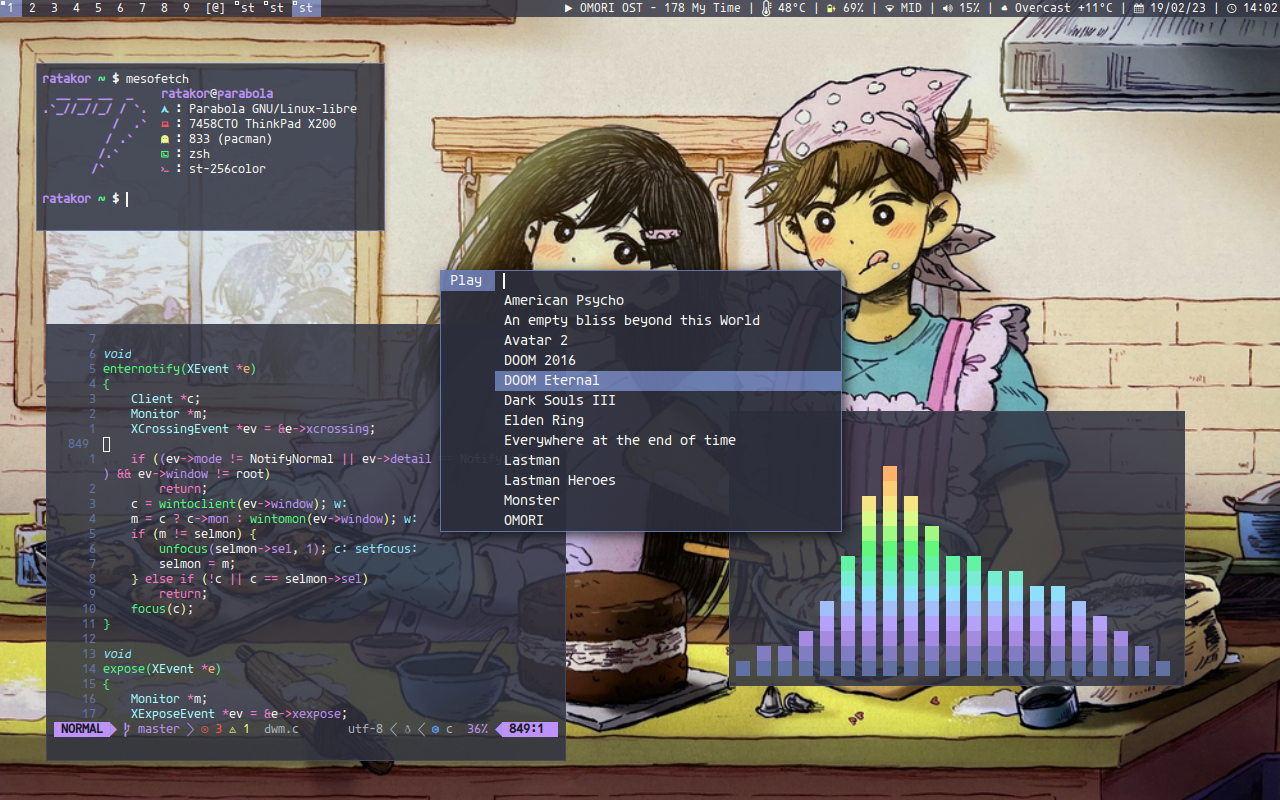 1 2 3 4 5 6 7 8 9 [@] st st st
OMORI OST - 178 My Time | 48°C | 69% | MID | 15% | Overcast +11°C | 19/02/23 | 14:02
ratakor ~ $ mesofetch
ratakor@parabola
: Parabola GNU/Linux-libre
: 7458CTO ThinkPad X200
: 833 (pacman)
: zsh
: st-256color
ratakor ~ $
Play
American Psycho
An empty bliss beyond this World
Avatar 2
DOOM 2016
DOOM Eternal
Dark Souls III
Elden Ring
Everywhere at the end of time
Lastman
Lastman Heroes
Monster
OMORI
7
6 void
5 enternotify(XEvent *e)
4 {
3 Client *c;
2 Monitor *m;
1 XCrossingEvent *ev = &e->xcrossing;
849
1 if ((ev->mode != NotifyNormal || ev->detail == Notify
) && ev->window != root)
2 return;
3 c = wintoclient(ev->window); w:
4 m = c ? c->mon : wintomon(ev->window); w:
5 if (m != selmon) {
6 unfocus(selmon->sel, 1); c: setfocus:
7 selmon = m;
8 } else if (!c || c == selmon->sel)
9 return;
10 focus(c);
11 }
12
13 void
14 expose(XEvent *e)
15 {
16 Monitor *m;
17 XExposeEvent *ev = &e->xexpose;
NORMAL master 3 1 dwm.c utf-8 c 36% 849:1